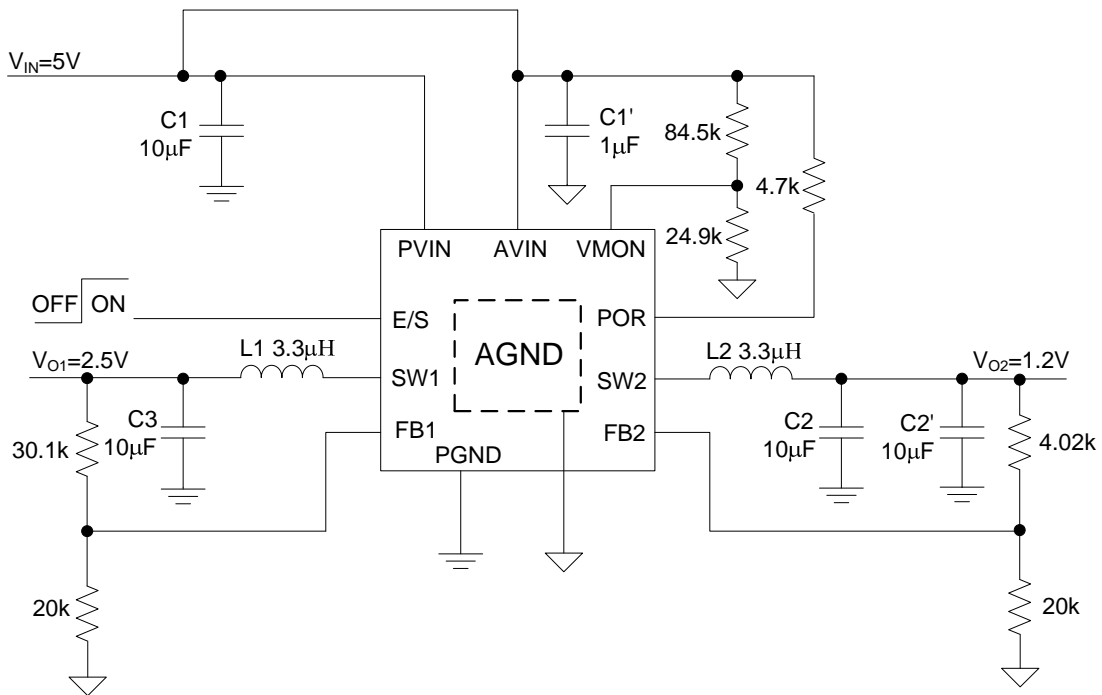 V_IN=5V
C1
10μF
C1'
1μF
84.5k
4.7k
24.9k
PVIN
AVIN
VMON
OFF
ON
E/S
AGND
POR
V_O1=2.5V
L1 3.3μH
SW1
SW2
L2 3.3μH
V_O2=1.2V
30.1k
C3
10μF
FB1
PGND
FB2
C2
10μF
C2'
10μF
4.02k
20k
20k